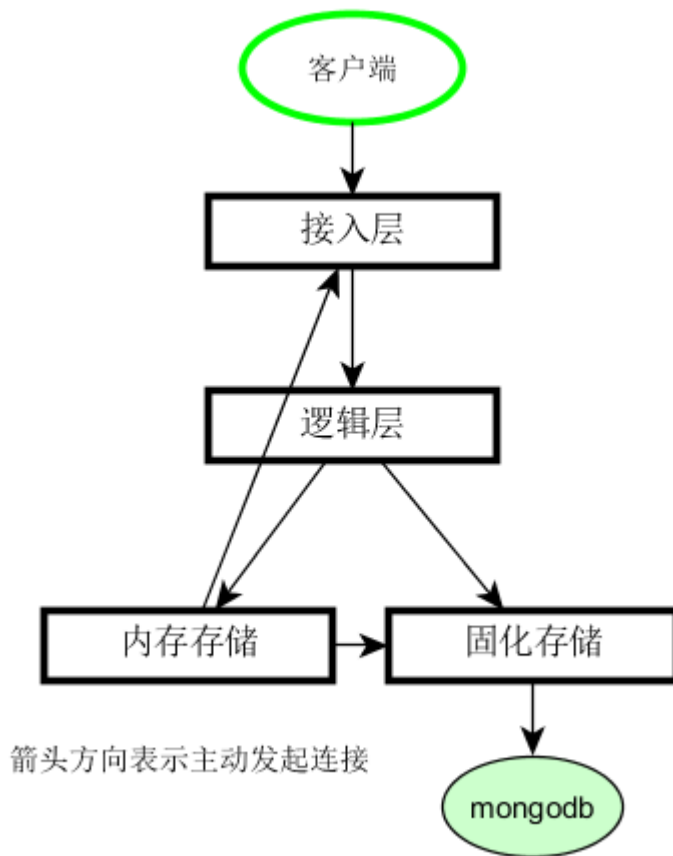 客户端
接入层
逻辑层
内存存储
固化存储
箭头方向表示主动发起连接
mongodb